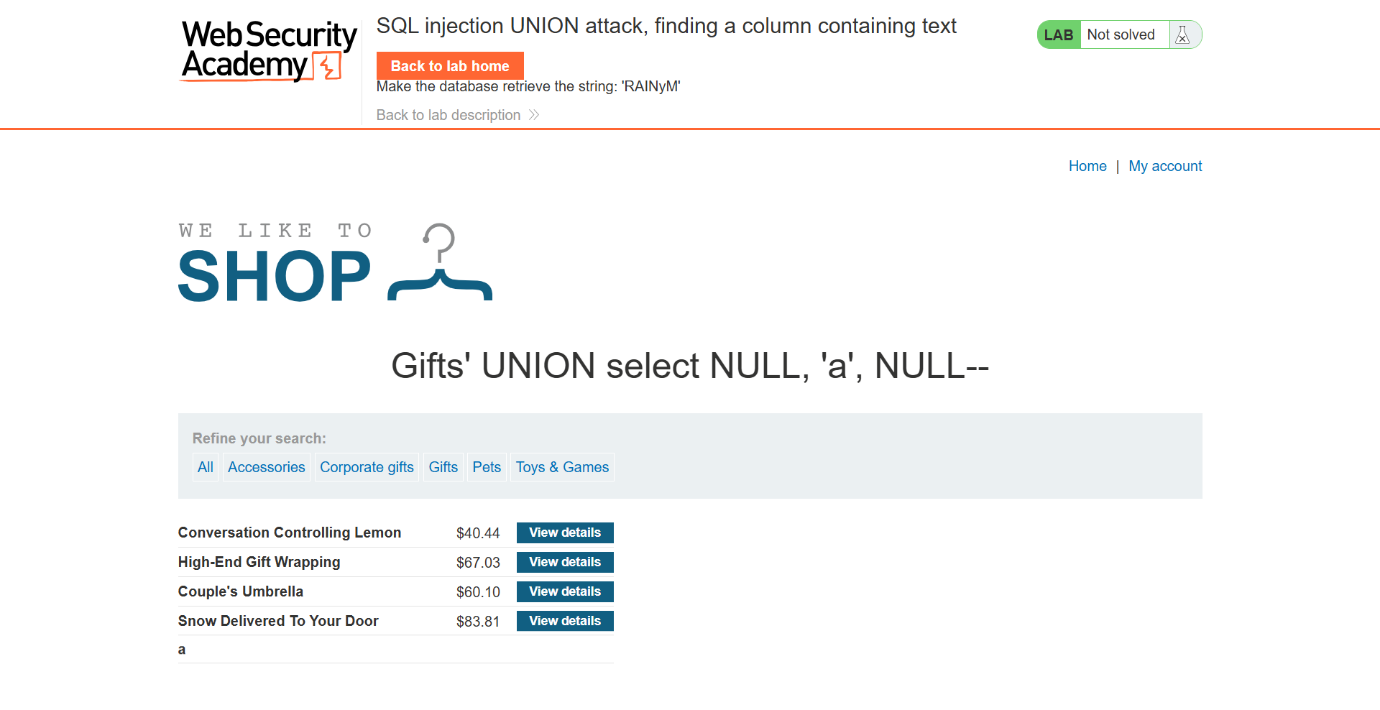 Web Security
Academy
SQL injection UNION attack, finding a column containing text
Back to lab home
Make the database retrieve the string: 'RAINyM'
Back to lab description
LAB Not solved
Home | My account
WE LIKE TO
SHOP
Gifts' UNION select NULL, 'a', NULL--
Refine your search:
All Accessories Corporate gifts Gifts Pets Toys & Games
Conversation Controlling Lemon $40.44 View details
High-End Gift Wrapping $67.03 View details
Couple's Umbrella $60.10 View details
Snow Delivered To Your Door $83.81 View details
a